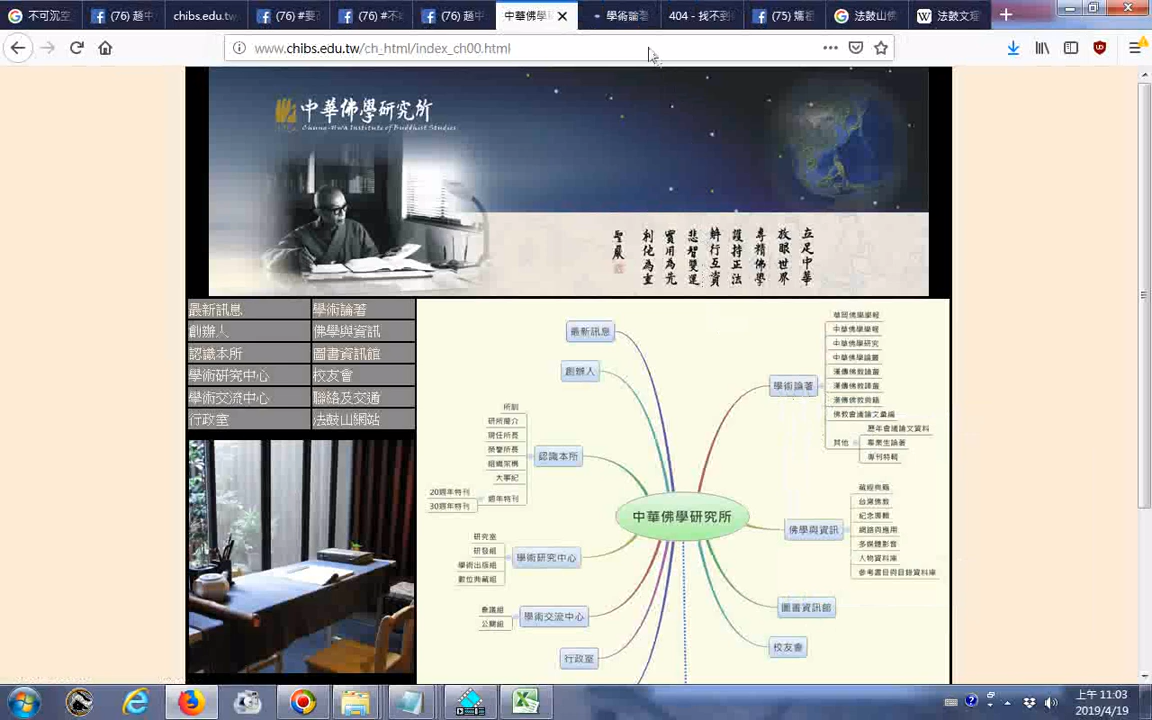 不可沉空
(76) 趙中
chibs.edu.tw/
(76) #要
(76) #不
(76) 趙中
中華佛學
學術論著
404 - 找不到
(75) 嬤祖
法鼓山佛
法鼓文理
www.chibs.edu.tw/ch_html/index_ch00.html
中華佛學研究所
Chung-Hwa Institute of Buddhist Studies
立足中華
放眼世界
專精佛學
護持正法
解行互資
悲智雙運
實用為先
利他為重
聖嚴
最新訊息 學術論著
創辦人 佛學與資訊
認識本所 圖書資訊館
學術研究中心 校友會
學術交流中心 聯絡及交通
行政室 法鼓山網站
最新訊息
創辦人
所訓
研所簡介
現任所長
榮譽所長
組織架構
大事紀
週年特刊
20週年特刊
30週年特刊
認識本所
研究室
研發組
學術出版組
數位典藏組
學術研究中心
會議組
公關組
學術交流中心
行政室
中華佛學研究所
學術論著
華岡佛學學報
中華佛學學報
中華佛學研究
中華佛學論叢
漢傳佛教論叢
漢傳佛教譯叢
漢傳佛教典籍
佛教會議論文彙編
其他
歷年會議論文資料
畢業生論著
專刊特輯
佛學與資訊
藏經典籍
台灣佛教
紀念專輯
網路與應用
多媒體影音
人物資料庫
參考書目與目錄資料庫
圖書資訊館
校友會
上午 11:03
2019/4/19